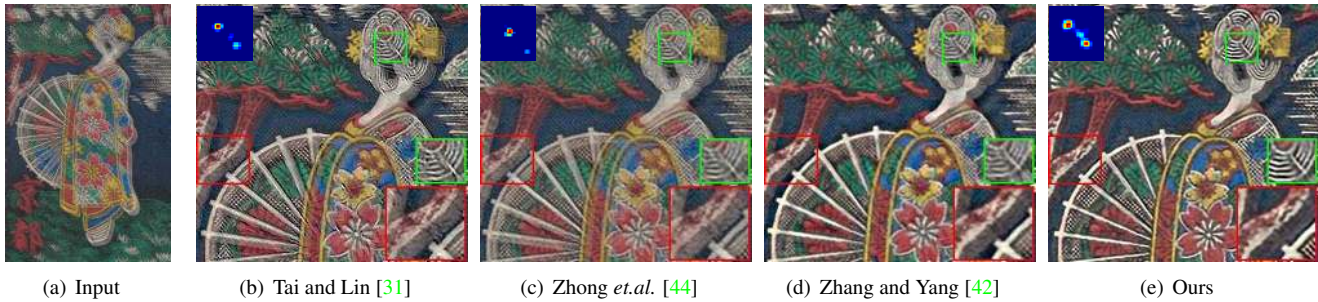 (a) Input
(b) Tai and Lin [31]
(c) Zhong et.al. [44]
(d) Zhang and Yang [42]
(e) Ours